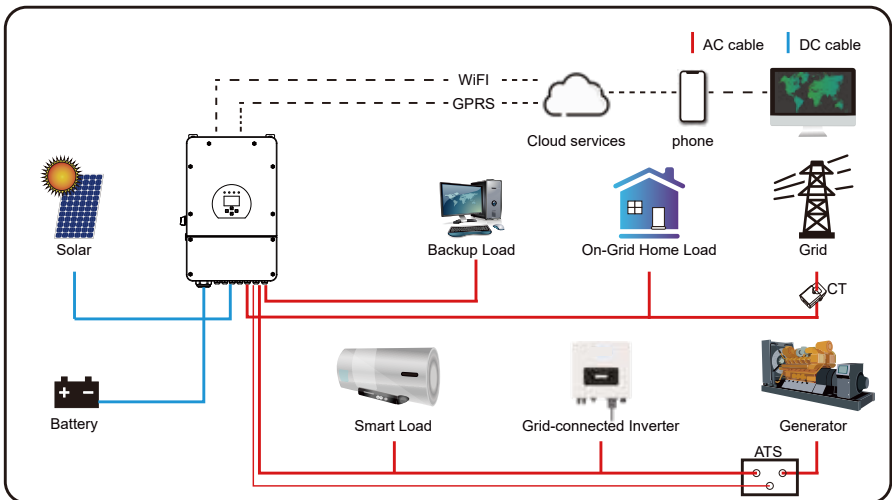 AC cable
DC cable
WiFI
GPRS
Cloud services
phone
Solar
Backup Load
On-Grid Home Load
Grid
CT
Battery
Smart Load
Grid-connected Inverter
Generator
ATS